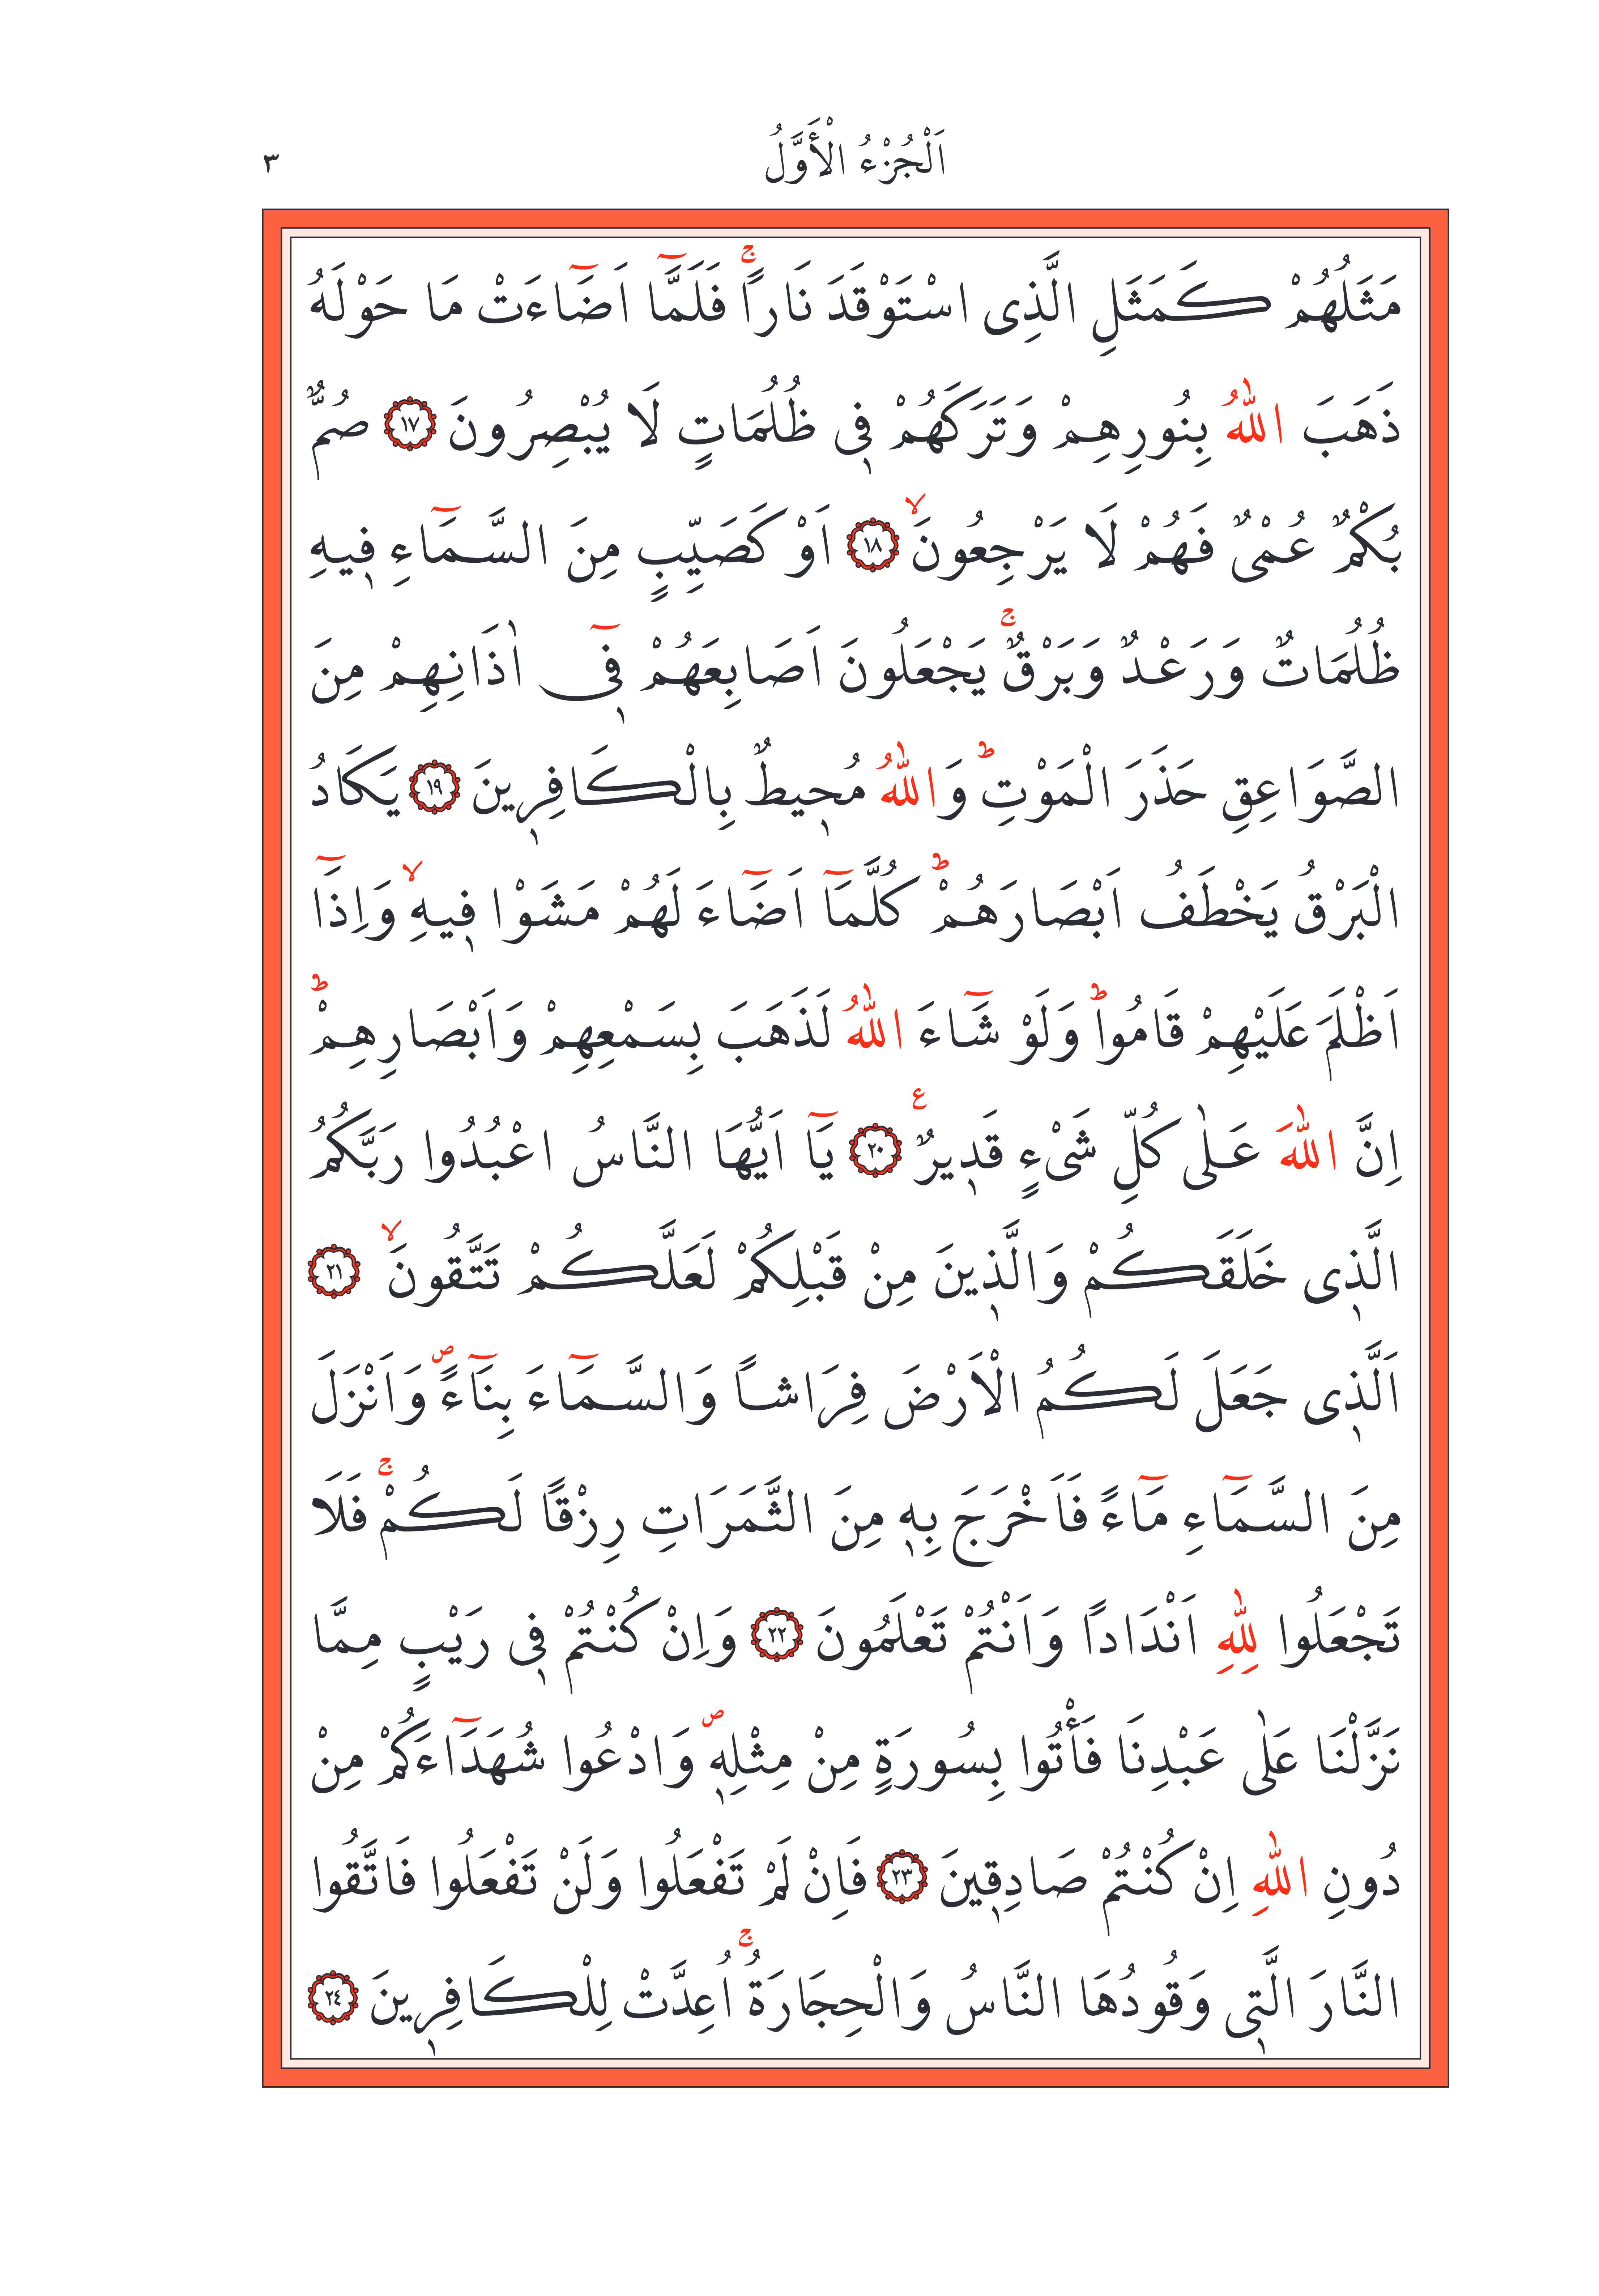 اَلْجُزْءُ الْأَوَّلُ
٣
مَثَلُهُمْ كَمَثَلِ الَّذِى اسْتَوْقَدَ نَاراًۚ فَلَمَّٓا اَضَٓاءَتْ مَا حَوْلَهُ
ذَهَبَ اللّٰهُ بِنُورِهِمْ وَتَرَكَهُمْ ف۪ى ظُلُمَاتٍ لَا يُبْصِرُونَ ﴿١٧﴾ صُمٌّ
بُكْمٌ عُمْىٌ فَهُمْ لَا يَرْجِعُونَۙ ﴿١٨﴾ اَوْ كَصَيِّبٍ مِنَ السَّمَٓاءِ ف۪يهِ
ظُلُمَاتٌ وَرَعْدٌ وَبَرْقٌۚ يَجْعَلُونَ اَصَابِعَهُمْ ف۪ٓى اٰذَانِهِمْ مِنَ
الصَّوَاعِقِ حَذَرَ الْمَوْتِؕ وَاللّٰهُ مُح۪يطٌ بِالْكَافِر۪ينَ ﴿١٩﴾ يَكَادُ
الْبَرْقُ يَخْطَفُ اَبْصَارَهُمْؕ كُلَّمَٓا اَضَٓاءَ لَهُمْ مَشَوْا ف۪يهِۙ وَاِذَٓا
اَظْلَمَ عَلَيْهِمْ قَامُواؕ وَلَوْ شَٓاءَ اللّٰهُ لَذَهَبَ بِسَمْعِهِمْ وَاَبْصَارِهِمْؕ
اِنَّ اللّٰهَ عَلٰى كُلِّ شَىْءٍ قَد۪يرٌ ع ﴿٢٠﴾ يَٓا اَيُّهَا النَّاسُ اعْبُدُوا رَبَّكُمُ
الَّذ۪ى خَلَقَكُمْ وَالَّذ۪ينَ مِنْ قَبْلِكُمْ لَعَلَّكُمْ تَتَّقُونَۙ ﴿٢١﴾
اَلَّذ۪ى جَعَلَ لَكُمُ الْاَرْضَ فِرَاشاً وَالسَّمَٓاءَ بِنَٓاءًۖ وَاَنْزَلَ
مِنَ السَّمَٓاءِ مَٓاءً فَاَخْرَجَ بِه۪ مِنَ الثَّمَرَاتِ رِزْقاً لَكُمْۚ فَلَا
تَجْعَلُوا لِلّٰهِ اَنْدَاداً وَاَنْتُمْ تَعْلَمُونَ ﴿٢٢﴾ وَاِنْ كُنْتُمْ ف۪ى رَيْبٍ مِمَّا
نَزَّلْنَا عَلٰى عَبْدِنَا فَأْتُوا بِسُورَةٍ مِنْ مِثْلِه۪ۖ وَادْعُوا شُهَدَٓاءَكُمْ مِنْ
دُونِ اللّٰهِ اِنْ كُنْتُمْ صَادِق۪ينَ ﴿٢٣﴾ فَاِنْ لَمْ تَفْعَلُوا وَلَنْ تَفْعَلُوا فَاتَّقُوا
النَّارَ الَّت۪ى وَقُودُهَا النَّاسُ وَالْحِجَارَةُۚ اُعِدَّتْ لِلْكَافِر۪ينَ ﴿٢٤﴾